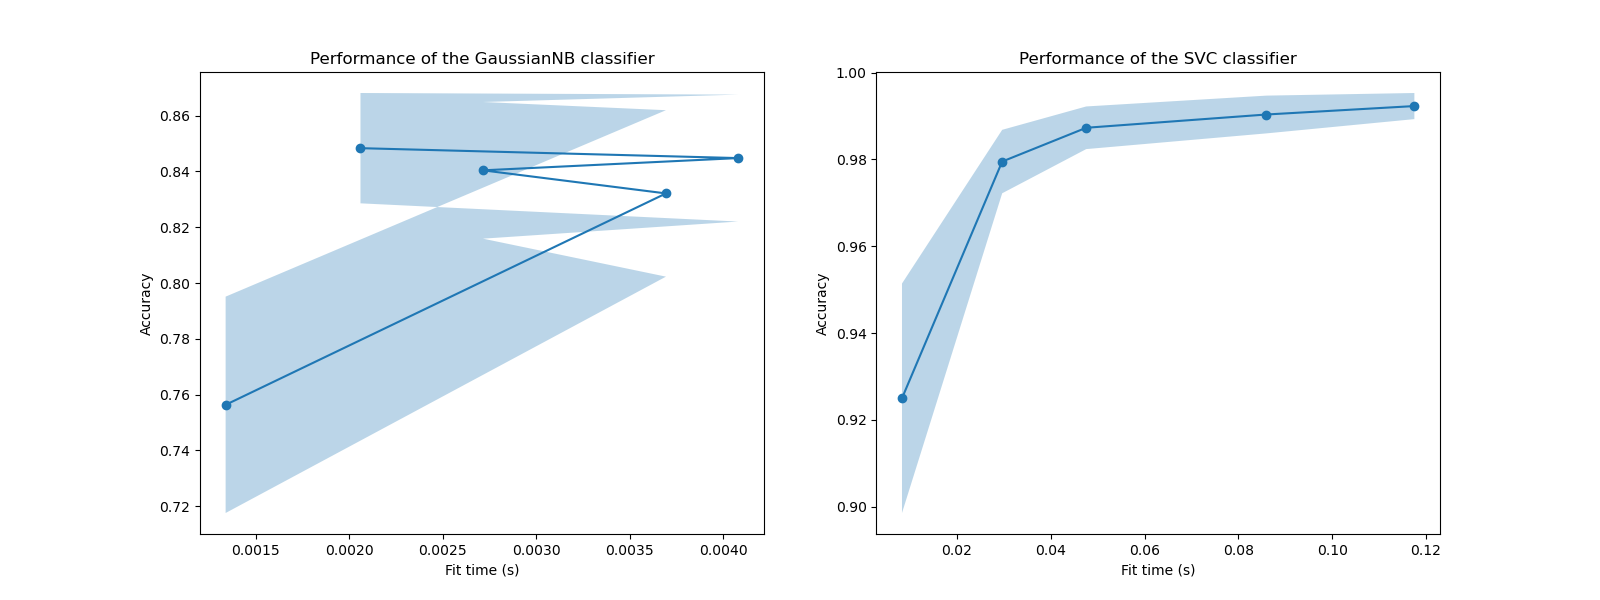 Performance of the GaussianNB classifier
Accuracy
0.86
0.84
0.82
0.80
0.78
0.76
0.74
0.72
0.0015 0.0020 0.0025 0.0030 0.0035 0.0040
Fit time (s)
Performance of the SVC classifier
Accuracy
1.00
0.98
0.96
0.94
0.92
0.90
0.02 0.04 0.06 0.08 0.10 0.12
Fit time (s)